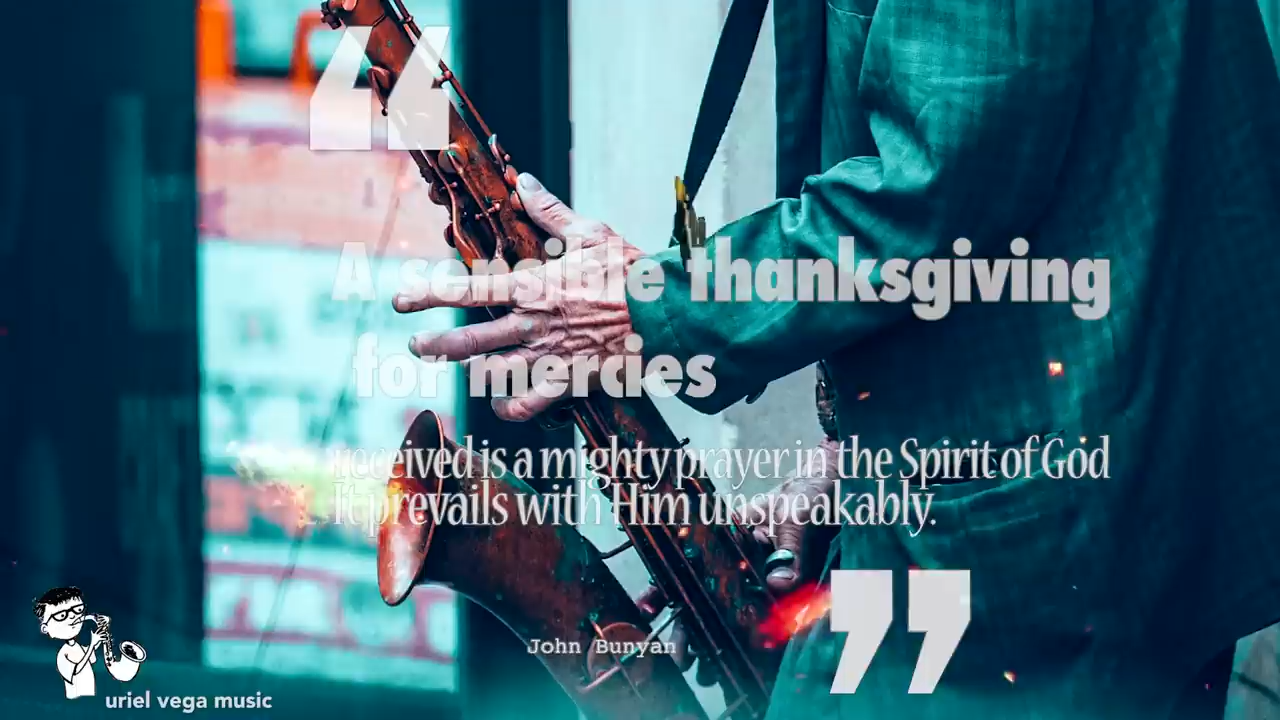 “
A sensible thanksgiving
for mercies
received is a mighty prayer in the Spirit of God
It prevails with Him unspeakably.
”
John Bunyan
uriel vega music